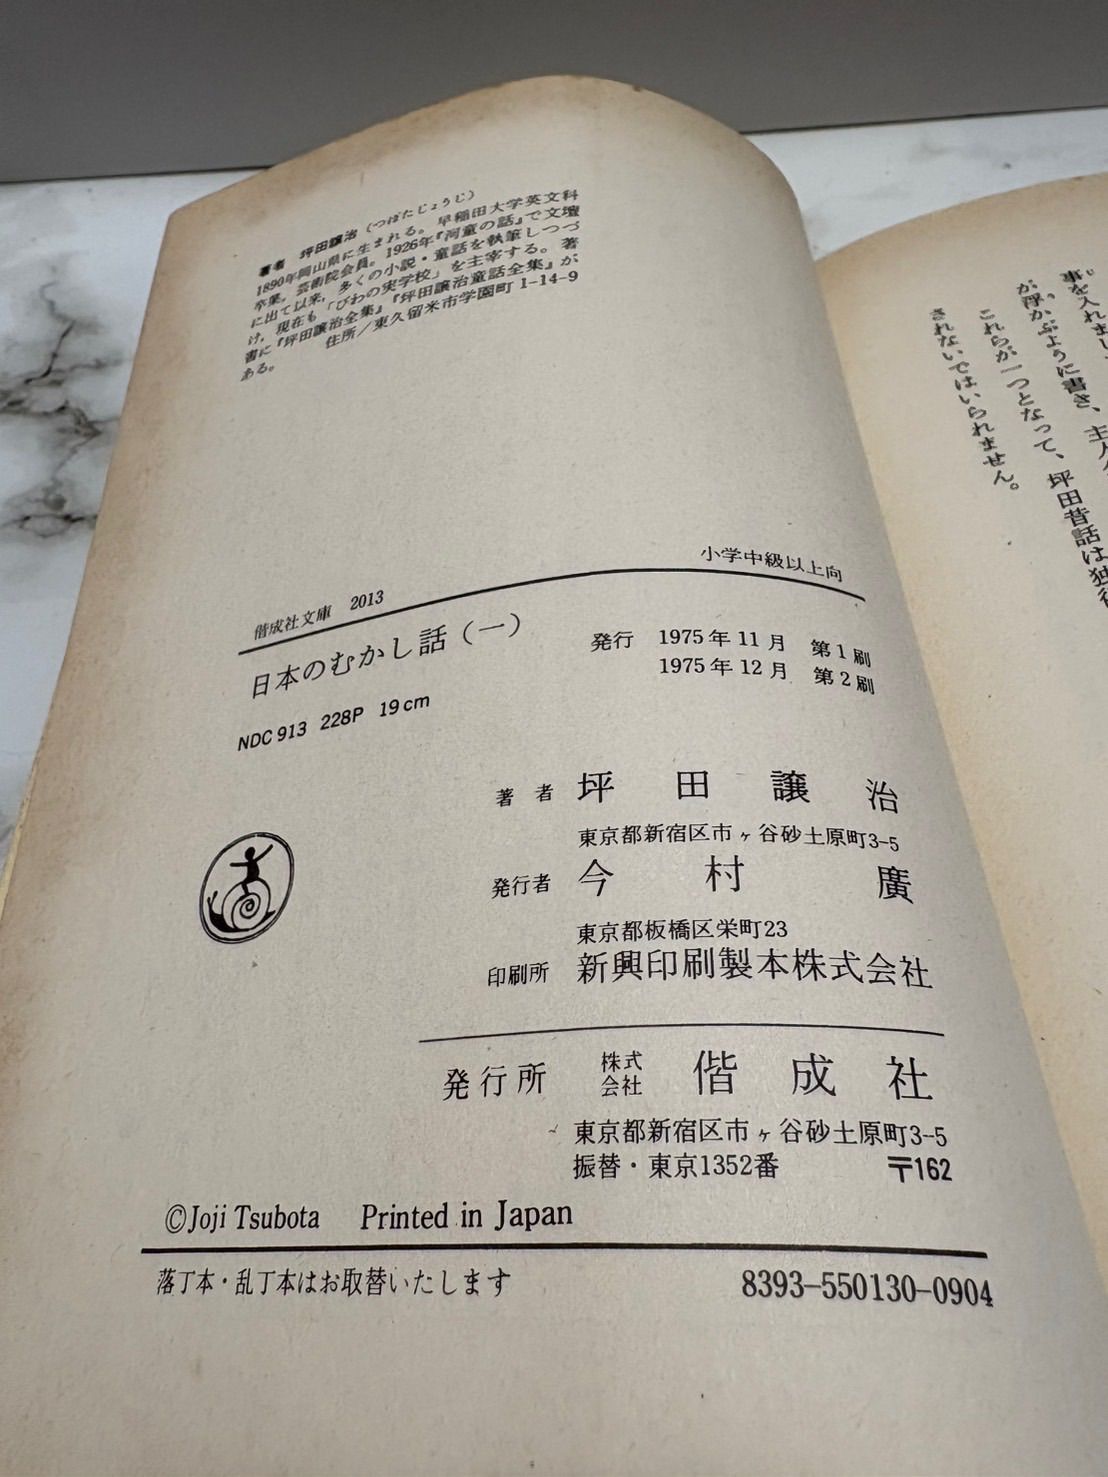 著者　坪田譲治（つぼたじょうじ）
1890年岡山県に生まれる。早稲田大学英文科
卒業。芸術院会員。1926年『河童の話』で文壇
に出て以来，多くの小説・童話を執筆しつづ
け，現在も「びわの実学校」を主宰する。著
書に『坪田譲治全集』『坪田譲治童話全集』が
ある。　住所／東久留米市学園町 1-14-9
小学中級以上向
偕成社文庫　2013
日本のむかし話（一）
NDC 913　228P　19cm
発行　1975年11月　第1刷
1975年12月　第2刷
著者　坪田譲治
東京都新宿区市ヶ谷砂土原町3-5
発行者　今村廣
東京都板橋区栄町23
印刷所　新興印刷製本株式会社
発行所　株式会社　偕成社
東京都新宿区市ヶ谷砂土原町3-5
振替・東京1352番　〒162
©Joji Tsubota　Printed in Japan
落丁本・乱丁本はお取替いたします　8393-550130-0904
事を入れまし
が浮かぶように書き、主人
これらが一つとなって、坪田昔話は独
されないではいられません。